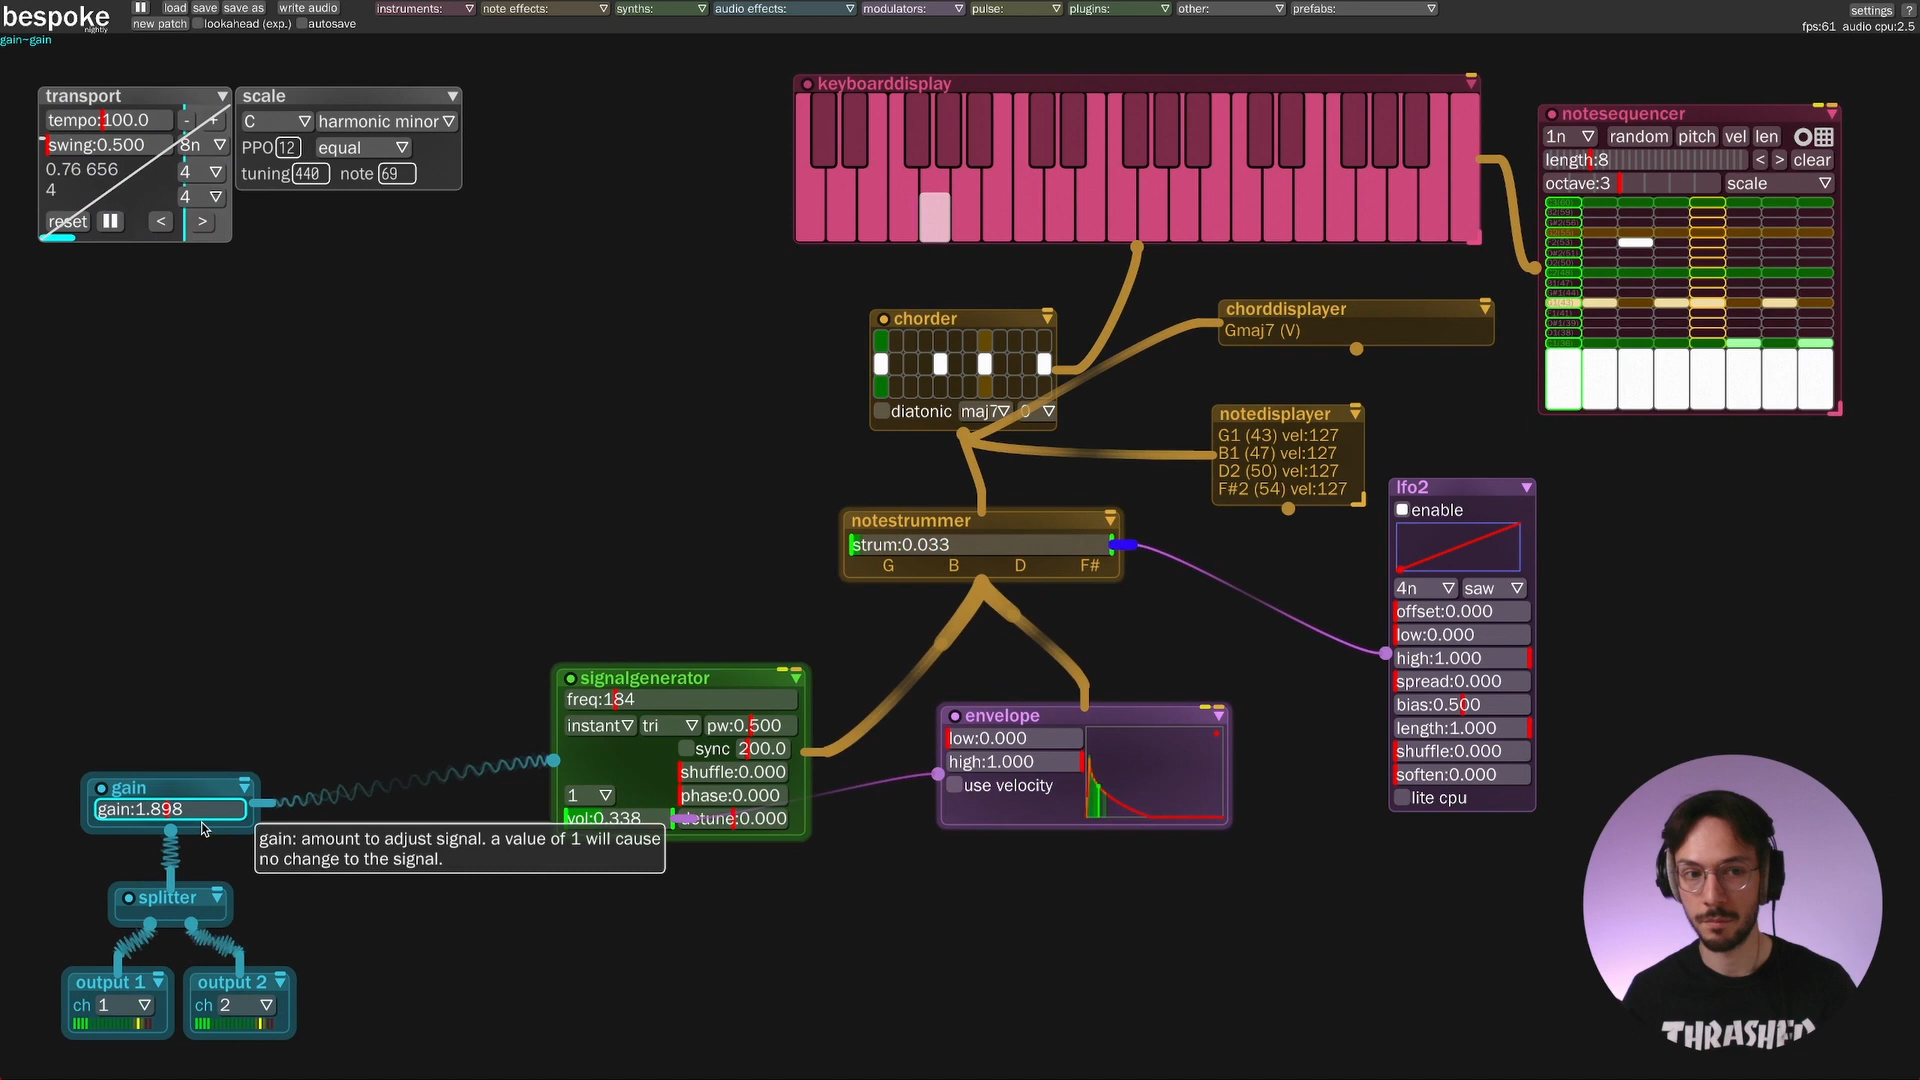 bespoke
nightly
load save save as write audio
new patch lookahead (exp.) autosave
instruments: note effects: synths: audio effects: modulators: pulse: plugins: other: prefabs:
settings ?
fps:61 audio cpu:2.5
gain~gain
transport
tempo:100.0 - +
swing:0.500 8n
0.76 656 4
4 4
reset < >
scale
C harmonic minor
PPO 12 equal
tuning 440 note 69
keyboarddisplay
notesequencer
1n random pitch vel len
length:8 < > clear
octave:3 scale
chorder
diatonic maj7 0
chorddisplayer
Gmaj7 (V)
notedisplayer
G1 (43) vel:127
B1 (47) vel:127
D2 (50) vel:127
F#2 (54) vel:127
notestrummer
strum:0.033
G B D F#
lfo2
enable
4n saw
offset:0.000
low:0.000
high:1.000
spread:0.000
bias:0.500
length:1.000
shuffle:0.000
soften:0.000
lite cpu
signalgenerator
freq:184
instant tri pw:0.500
sync 200.0
shuffle:0.000
1 phase:0.000
vol:0.338 detune:0.000
envelope
low:0.000
high:1.000
use velocity
gain
gain:1.898
gain: amount to adjust signal. a value of 1 will cause
no change to the signal.
splitter
output 1 output 2
ch 1 ch 2
THRASHER